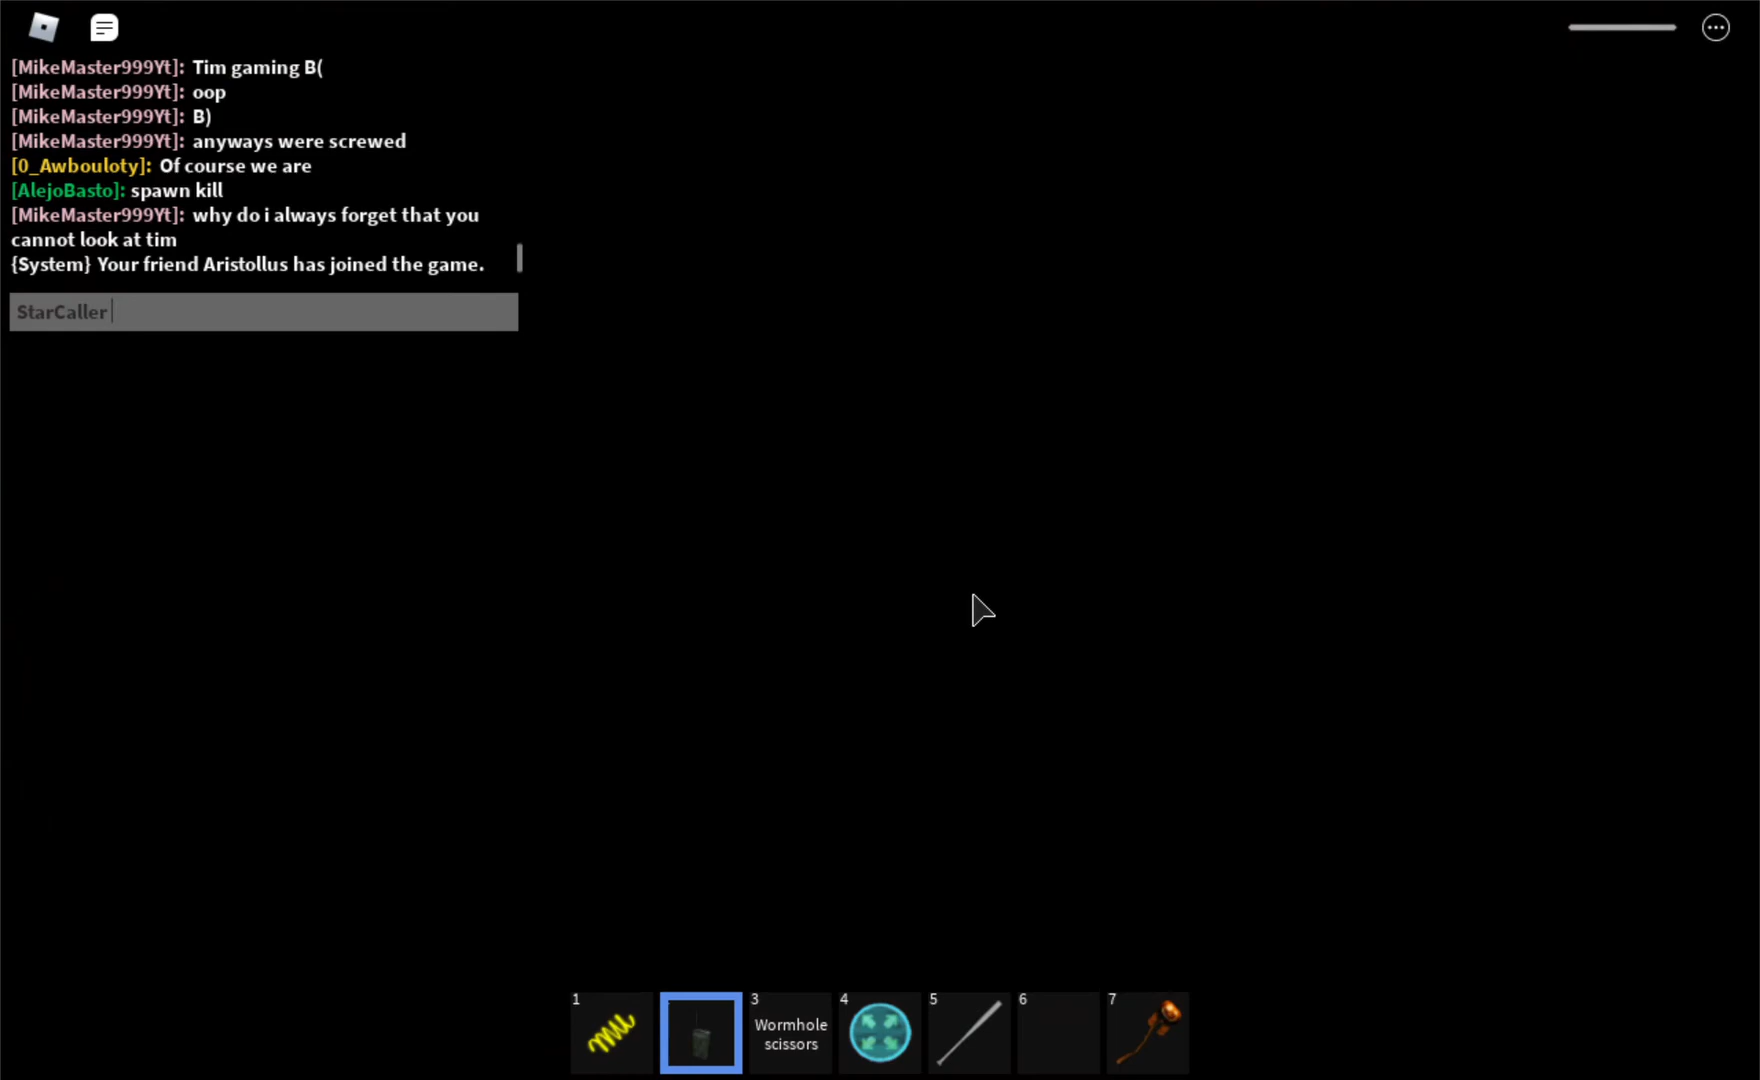 [MikeMaster999Yt]: Tim gaming B(
[MikeMaster999Yt]: oop
[MikeMaster999Yt]: B)
[MikeMaster999Yt]: anyways were screwed
[0_Awbouloty]: Of course we are
[AlejoBasto]: spawn kill
[MikeMaster999Yt]: why do i always forget that you
cannot look at tim
{System} Your friend Aristollus has joined the game.
StarCaller
1
3
4
5
6
7
Wormhole
scissors